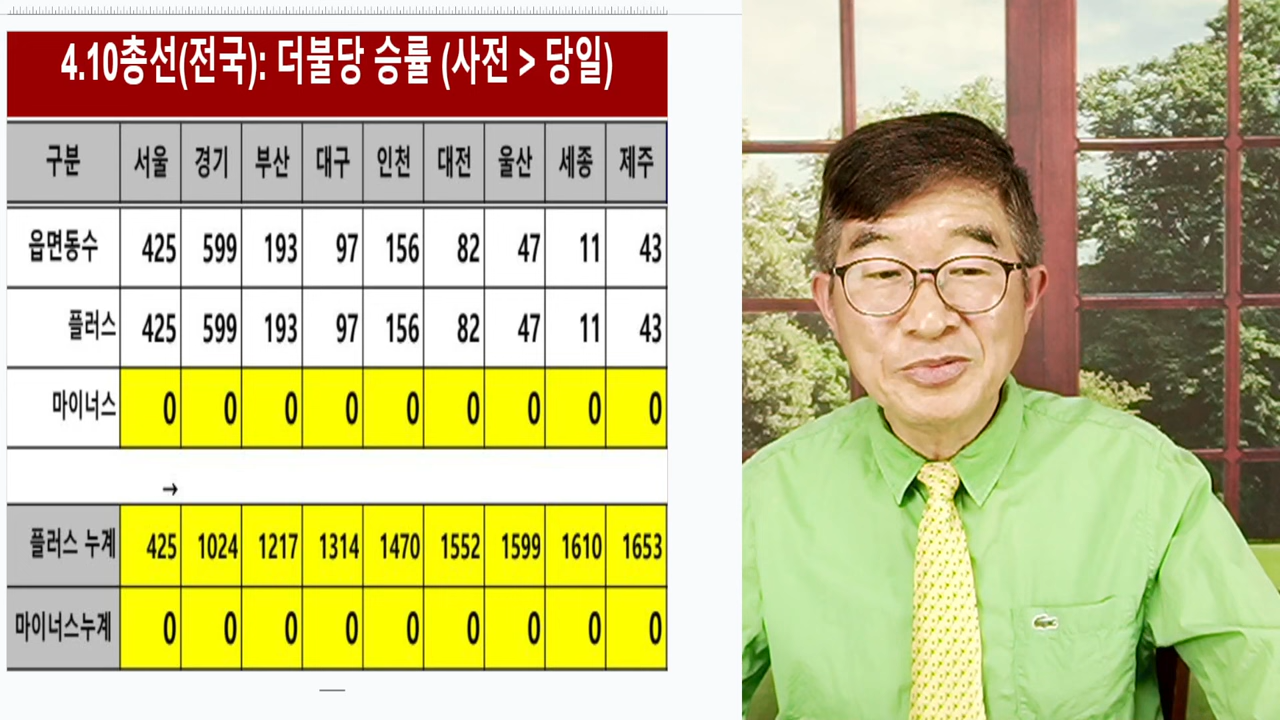 4.10총선(전국): 더불당 승률 (사전 > 당일)
구분 서울 경기 부산 대구 인천 대전 울산 세종 제주
읍면동수 425 599 193 97 156 82 47 11 43
플러스 425 599 193 97 156 82 47 11 43
마이너스 0 0 0 0 0 0 0 0 0
→
플러스 누계 425 1024 1217 1314 1470 1552 1599 1610 1653
마이너스누계 0 0 0 0 0 0 0 0 0